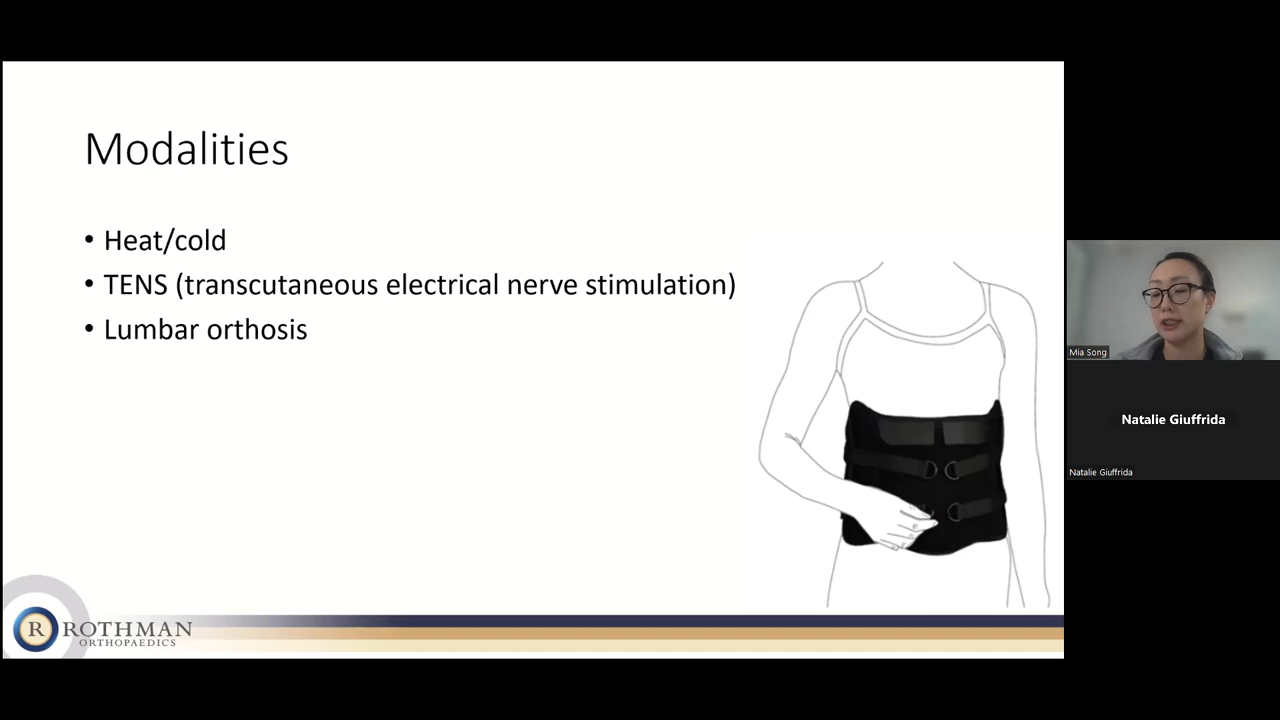 Modalities
• Heat/cold
• TENS (transcutaneous electrical nerve stimulation)
• Lumbar orthosis
R ROTHMAN
ORTHOPAEDICS
Mia Song
Natalie Giuffrida
Natalie Giuffrida